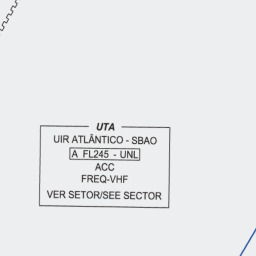 UTA
UIR ATLÂNTICO - SBAO
A FL245 - UNL
ACC
FREQ-VHF
VER SETOR/SEE SECTOR